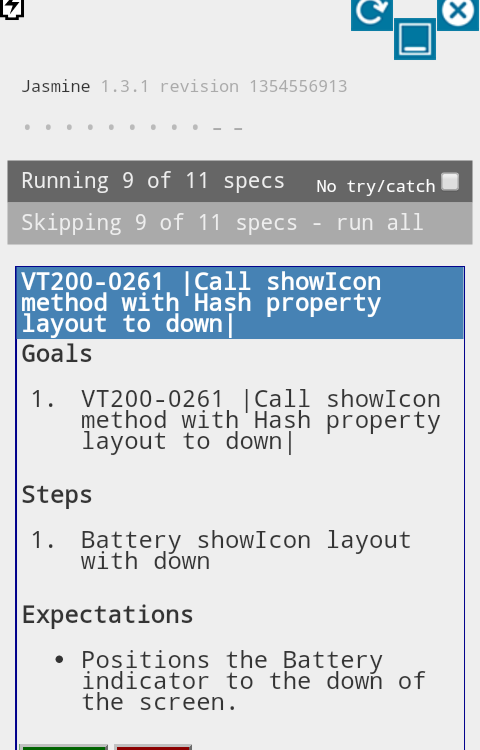 Jasmine 1.3.1 revision 1354556913
Running 9 of 11 specs
No try/catch
Skipping 9 of 11 specs - run all
VT200-0261 |Call showIcon
method with Hash property
layout to down|
Goals
1. VT200-0261 |Call showIcon
method with Hash property
layout to down|
Steps
1. Battery showIcon layout
with down
Expectations
• Positions the Battery
indicator to the down of
the screen.